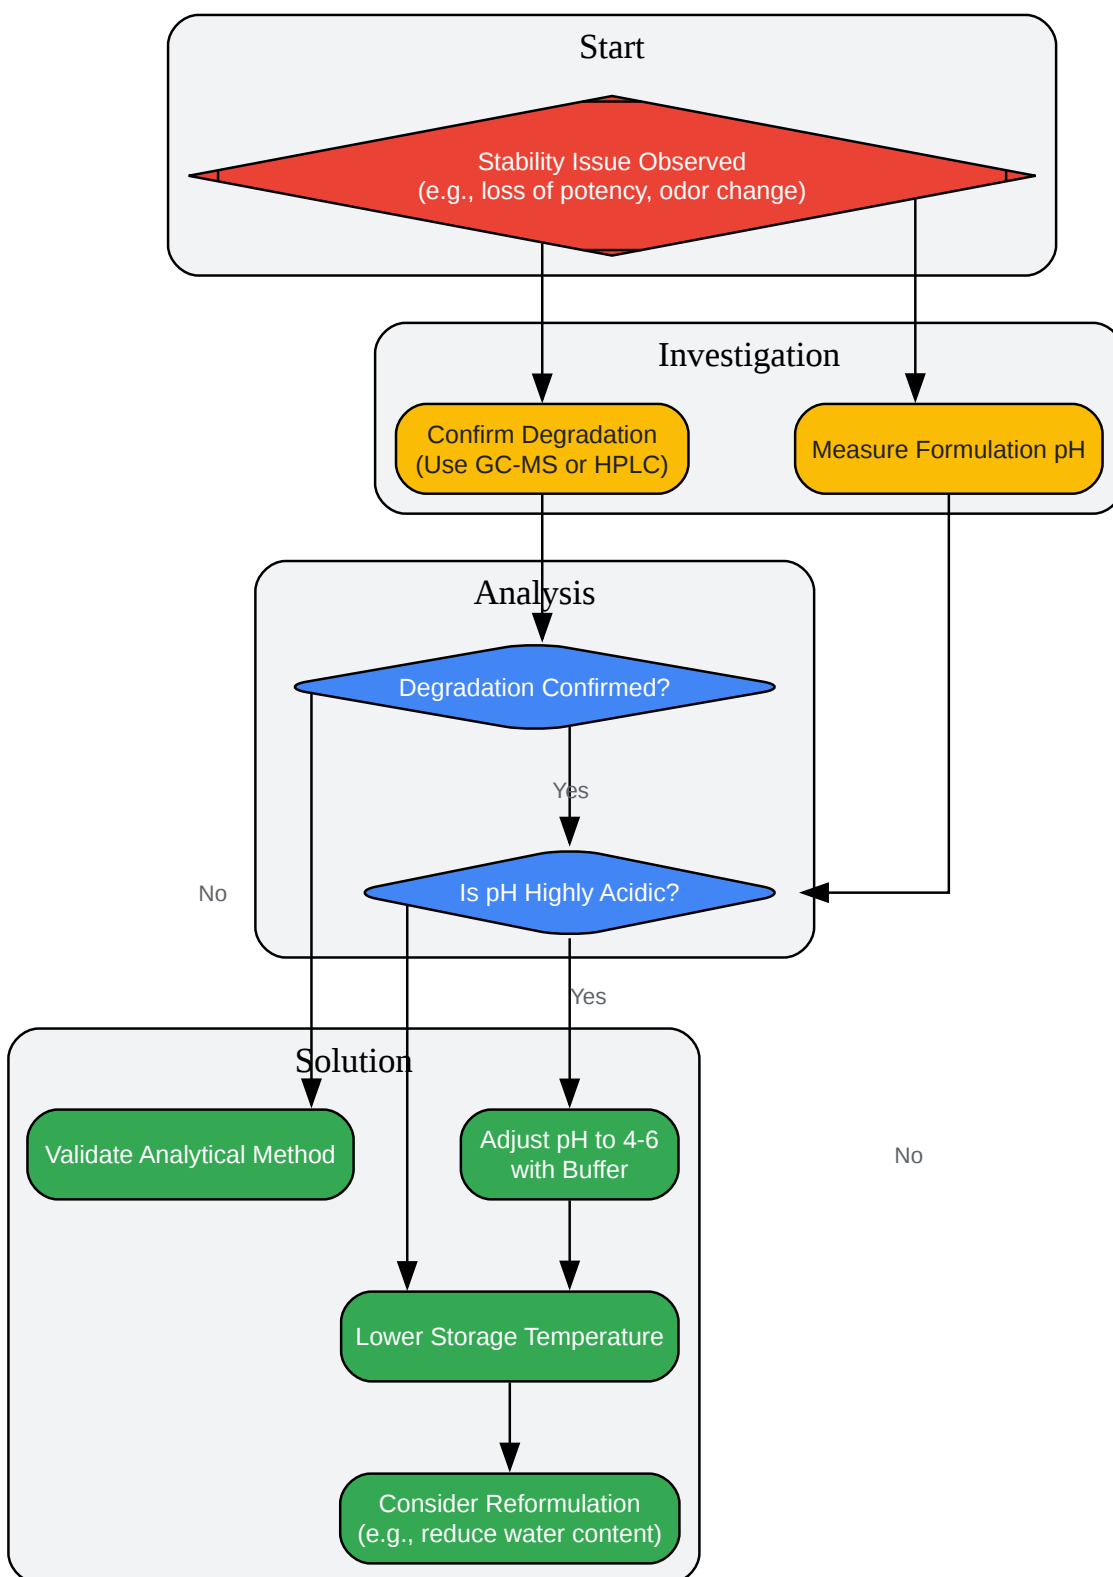 Start
Stability Issue Observed
(e.g., loss of potency, odor change)
Investigation
Confirm Degradation
(Use GC-MS or HPLC)
Measure Formulation pH
Analysis
Degradation Confirmed?
Yes
No
Is pH Highly Acidic?
Yes
Solution
Validate Analytical Method
Adjust pH to 4-6
with Buffer
No
Lower Storage Temperature
Consider Reformulation
(e.g., reduce water content)